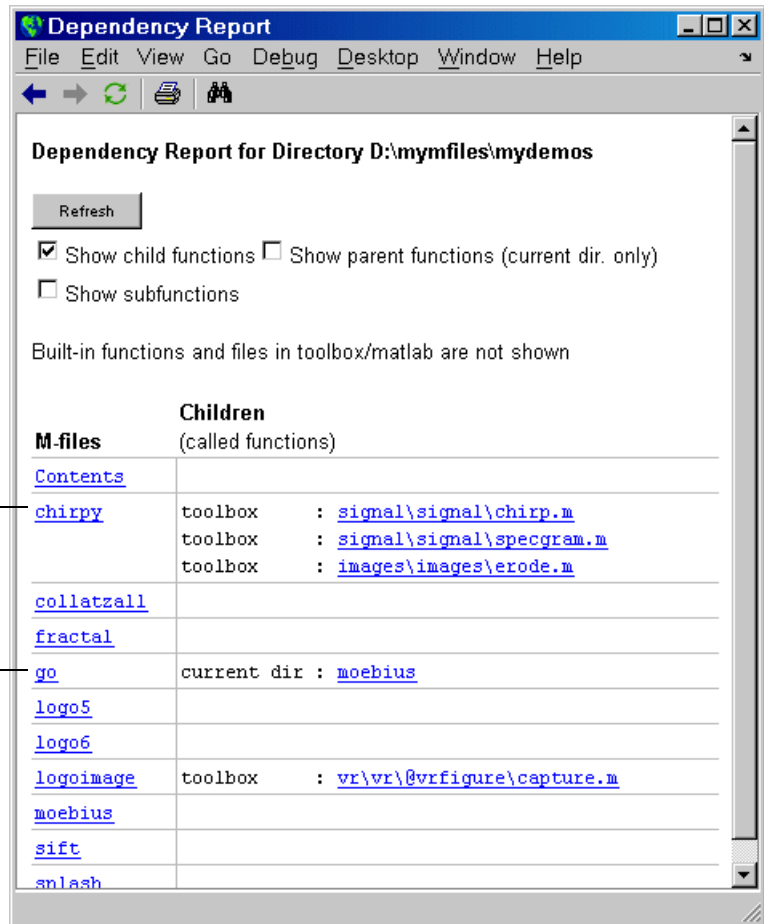 Dependency Report
File Edit View Go Debug Desktop Window Help
Dependency Report for Directory D:\mymfiles\mydemos
Refresh
Show child functions Show parent functions (current dir. only)
Show subfunctions
Built-in functions and files in toolbox/matlab are not shown
Children
M-files (called functions)
Contents
chirpy toolbox : signal\signal\chirp.m
toolbox : signal\signal\specgram.m
toolbox : images\images\erode.m
collatzall
fractal
go current dir : moebius
logo5
logo6
logoimage toolbox : vr\vr\@vrfigure\capture.m
moebius
sift
splash